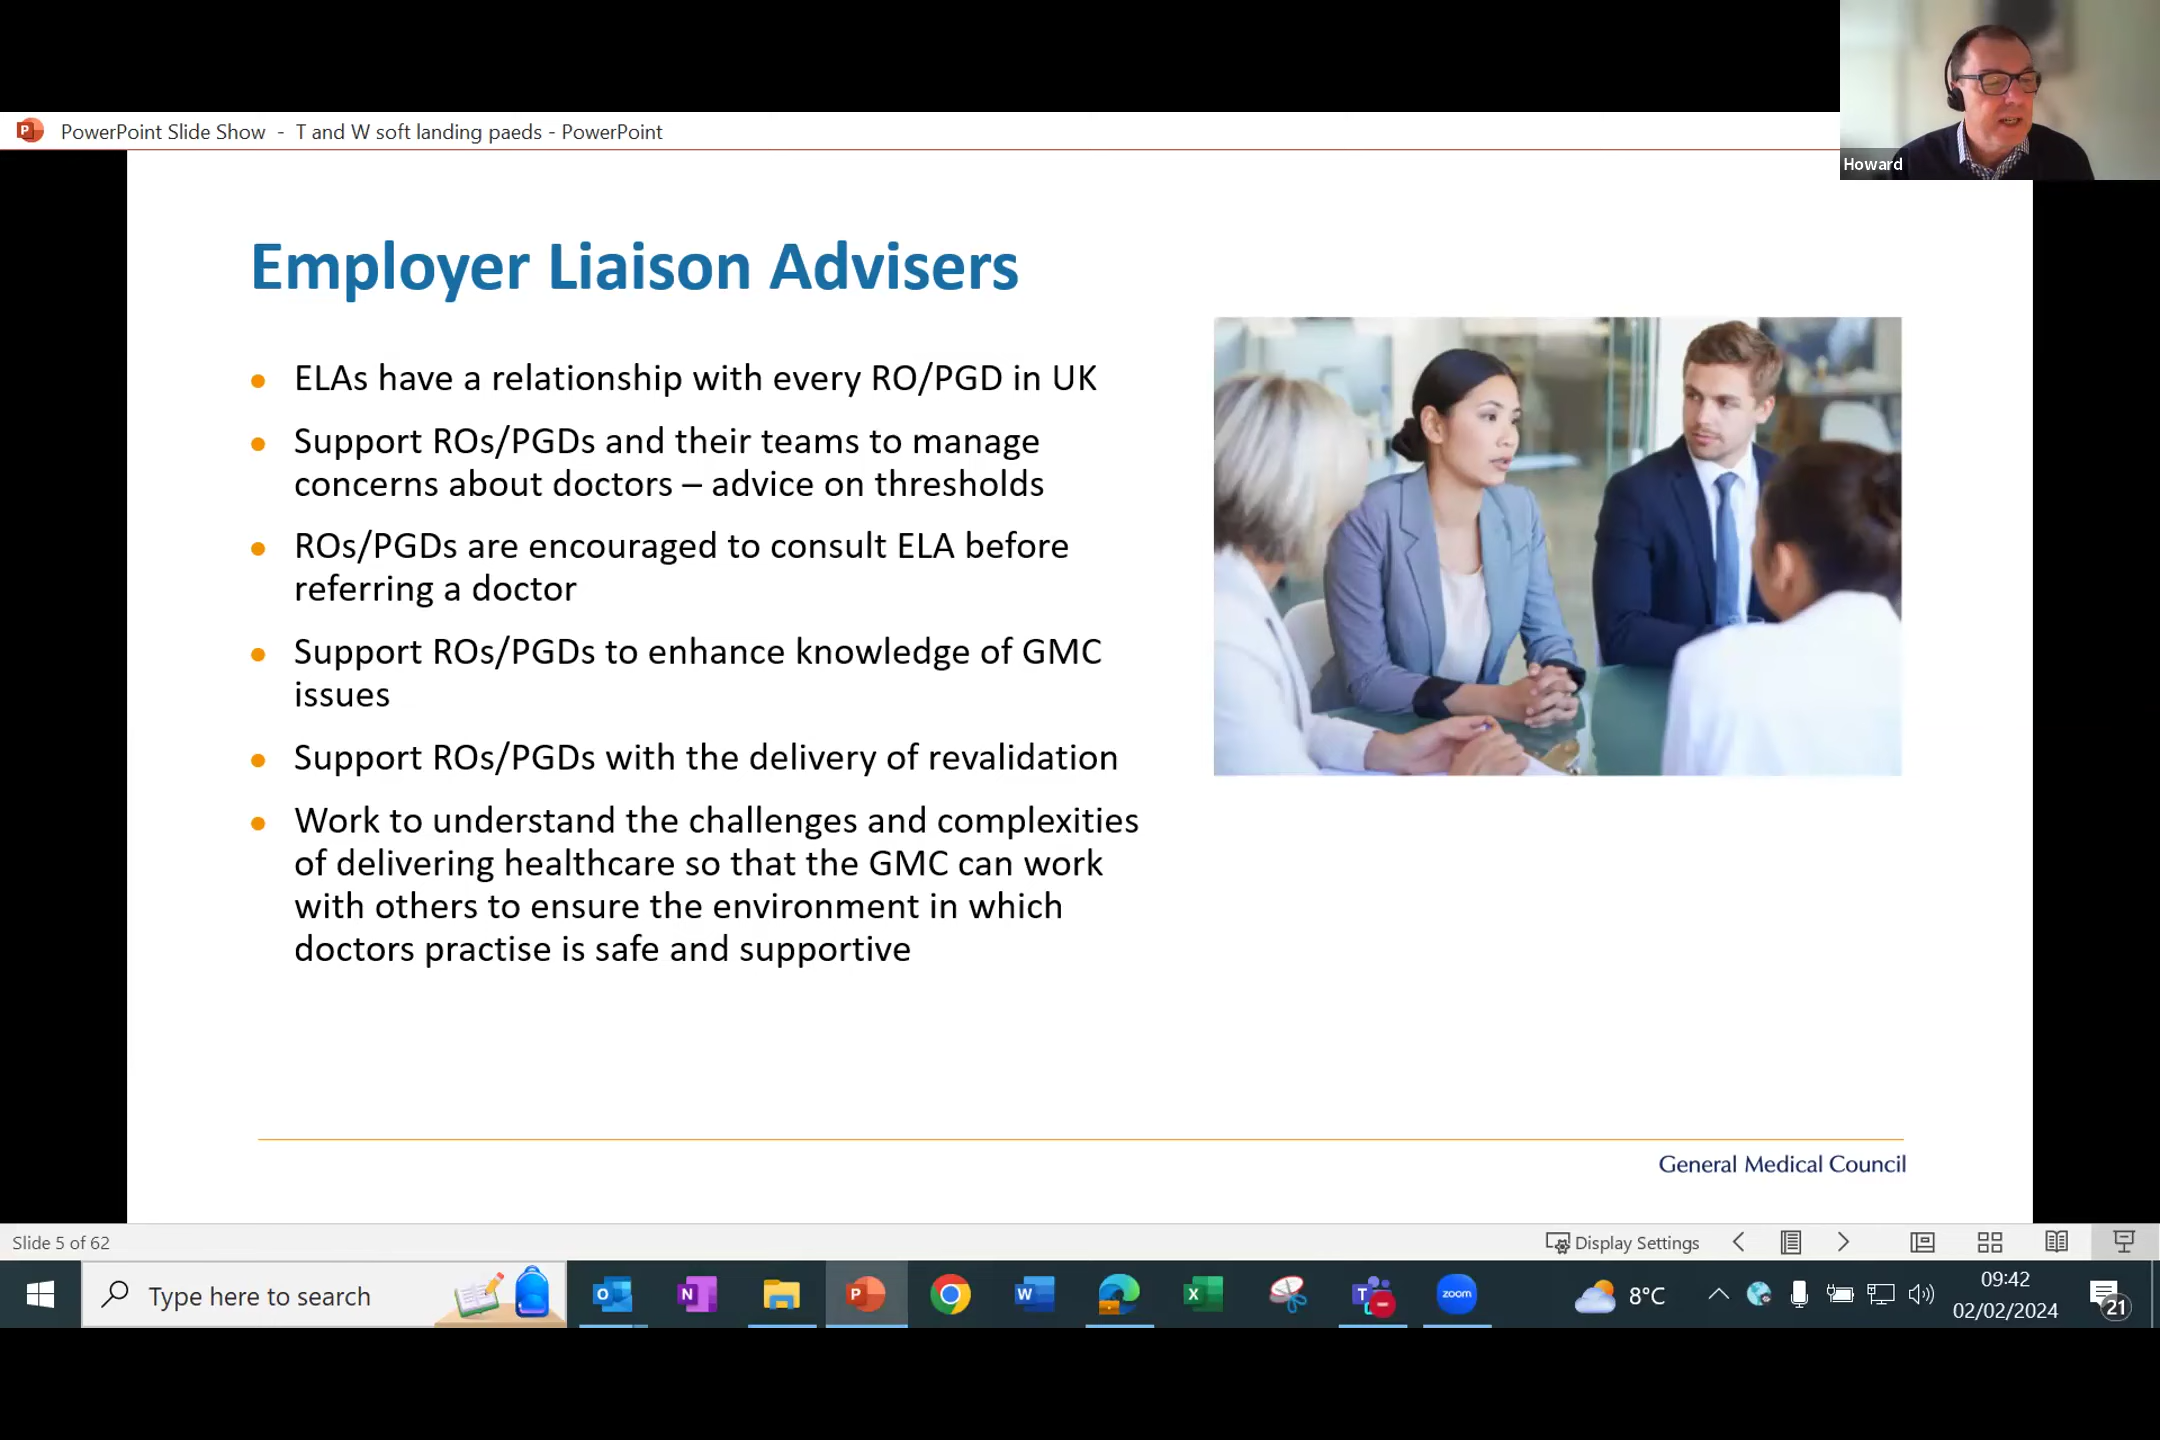 PowerPoint Slide Show - T and W soft landing paeds - PowerPoint
Howard
Employer Liaison Advisers
ELAs have a relationship with every RO/PGD in UK
Support ROs/PGDs and their teams to manage
concerns about doctors – advice on thresholds
ROs/PGDs are encouraged to consult ELA before
referring a doctor
Support ROs/PGDs to enhance knowledge of GMC
issues
Support ROs/PGDs with the delivery of revalidation
Work to understand the challenges and complexities
of delivering healthcare so that the GMC can work
with others to ensure the environment in which
doctors practise is safe and supportive
General Medical Council
Slide 5 of 62
Display Settings
Type here to search
zoom
8°C
09:42
02/02/2024
21